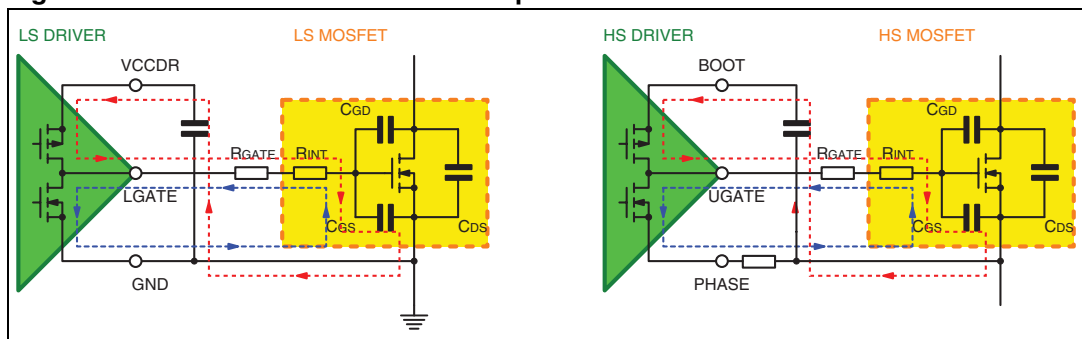 LS DRIVER
LS MOSFET
VCCDR
CGD
RGATE
RINT
LGATE
CGS
CDS
GND
HS DRIVER
HS MOSFET
BOOT
CGD
RGATE
RINT
UGATE
CGS
CDS
PHASE